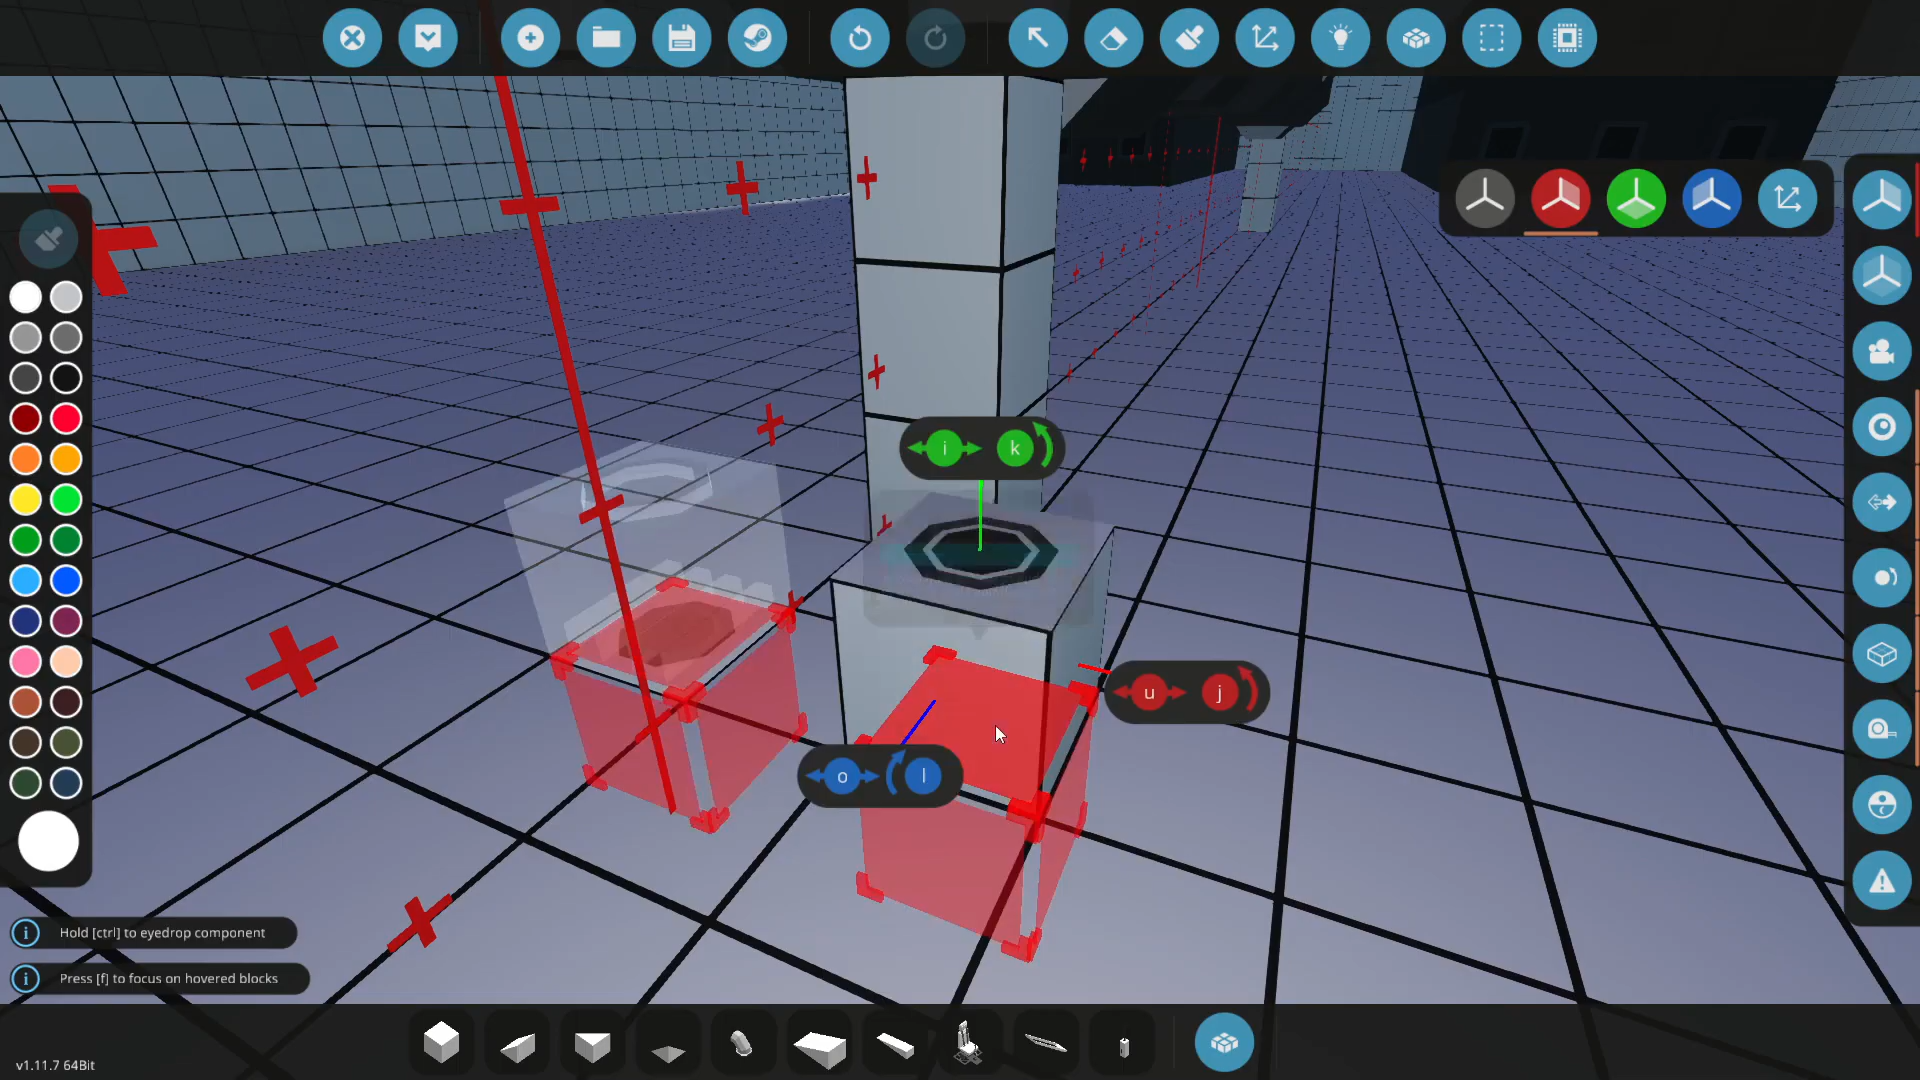 i k
u j
o l
Hold [ctrl] to eyedrop component
Press [f] to focus on hovered blocks
v1.11.7 64Bit